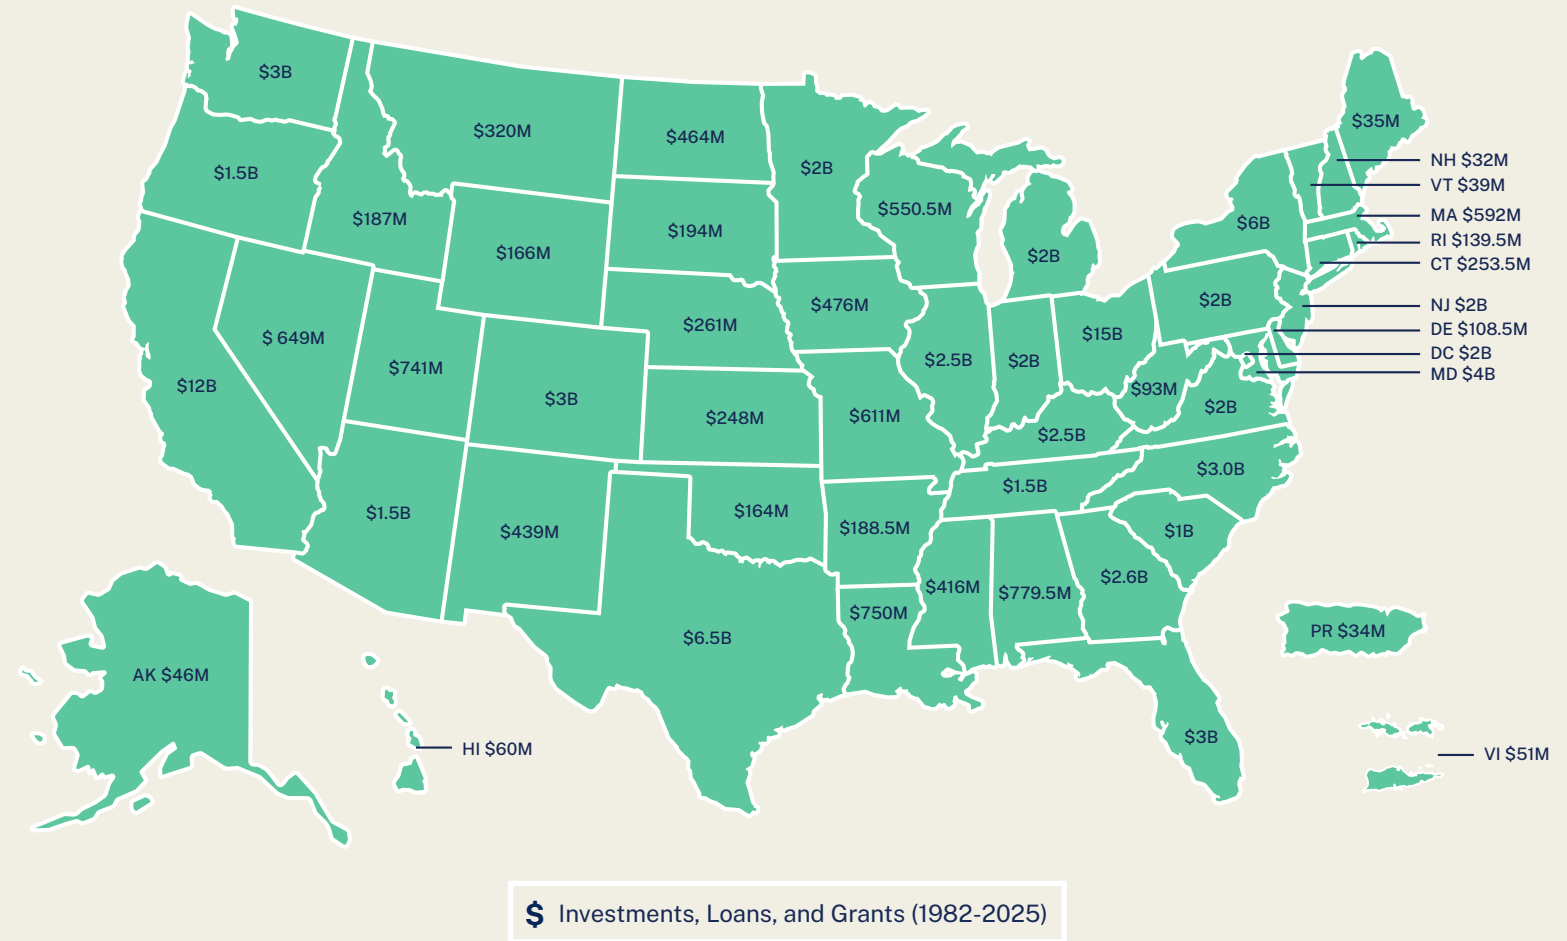 $3B
$1.5B
$12B
$ 649M
$187M
$320M
$166M
$741M
$3B
$1.5B
$439M
$464M
$194M
$261M
$248M
$164M
$6.5B
$2B
$476M
$611M
$188.5M
$750M
$550.5M
$2.5B
$2B
$2B
$15B
$2.5B
$1.5B
$416M
$779.5M
$2.6B
$3B
$1B
$3.0B
$2B
$93M
$2B
$6B
$35M
NH $32M
VT $39M
MA $592M
RI $139.5M
CT $253.5M
NJ $2B
DE $108.5M
DC $2B
MD $4B
AK $46M
HI $60M
PR $34M
VI $51M
$ Investments, Loans, and Grants (1982-2025)